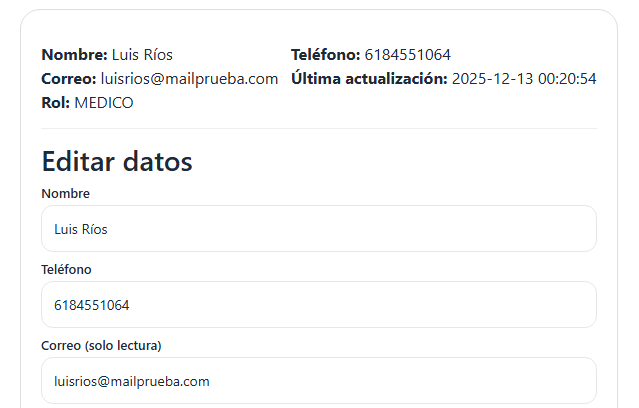 Nombre: Luis Ríos Teléfono: 6184551064
Correo: luisrios@mailprueba.com Última actualización: 2025-12-13 00:20:54
Rol: MEDICO
Editar datos
Nombre
Luis Ríos
Teléfono
6184551064
Correo (solo lectura)
luisrios@mailprueba.com